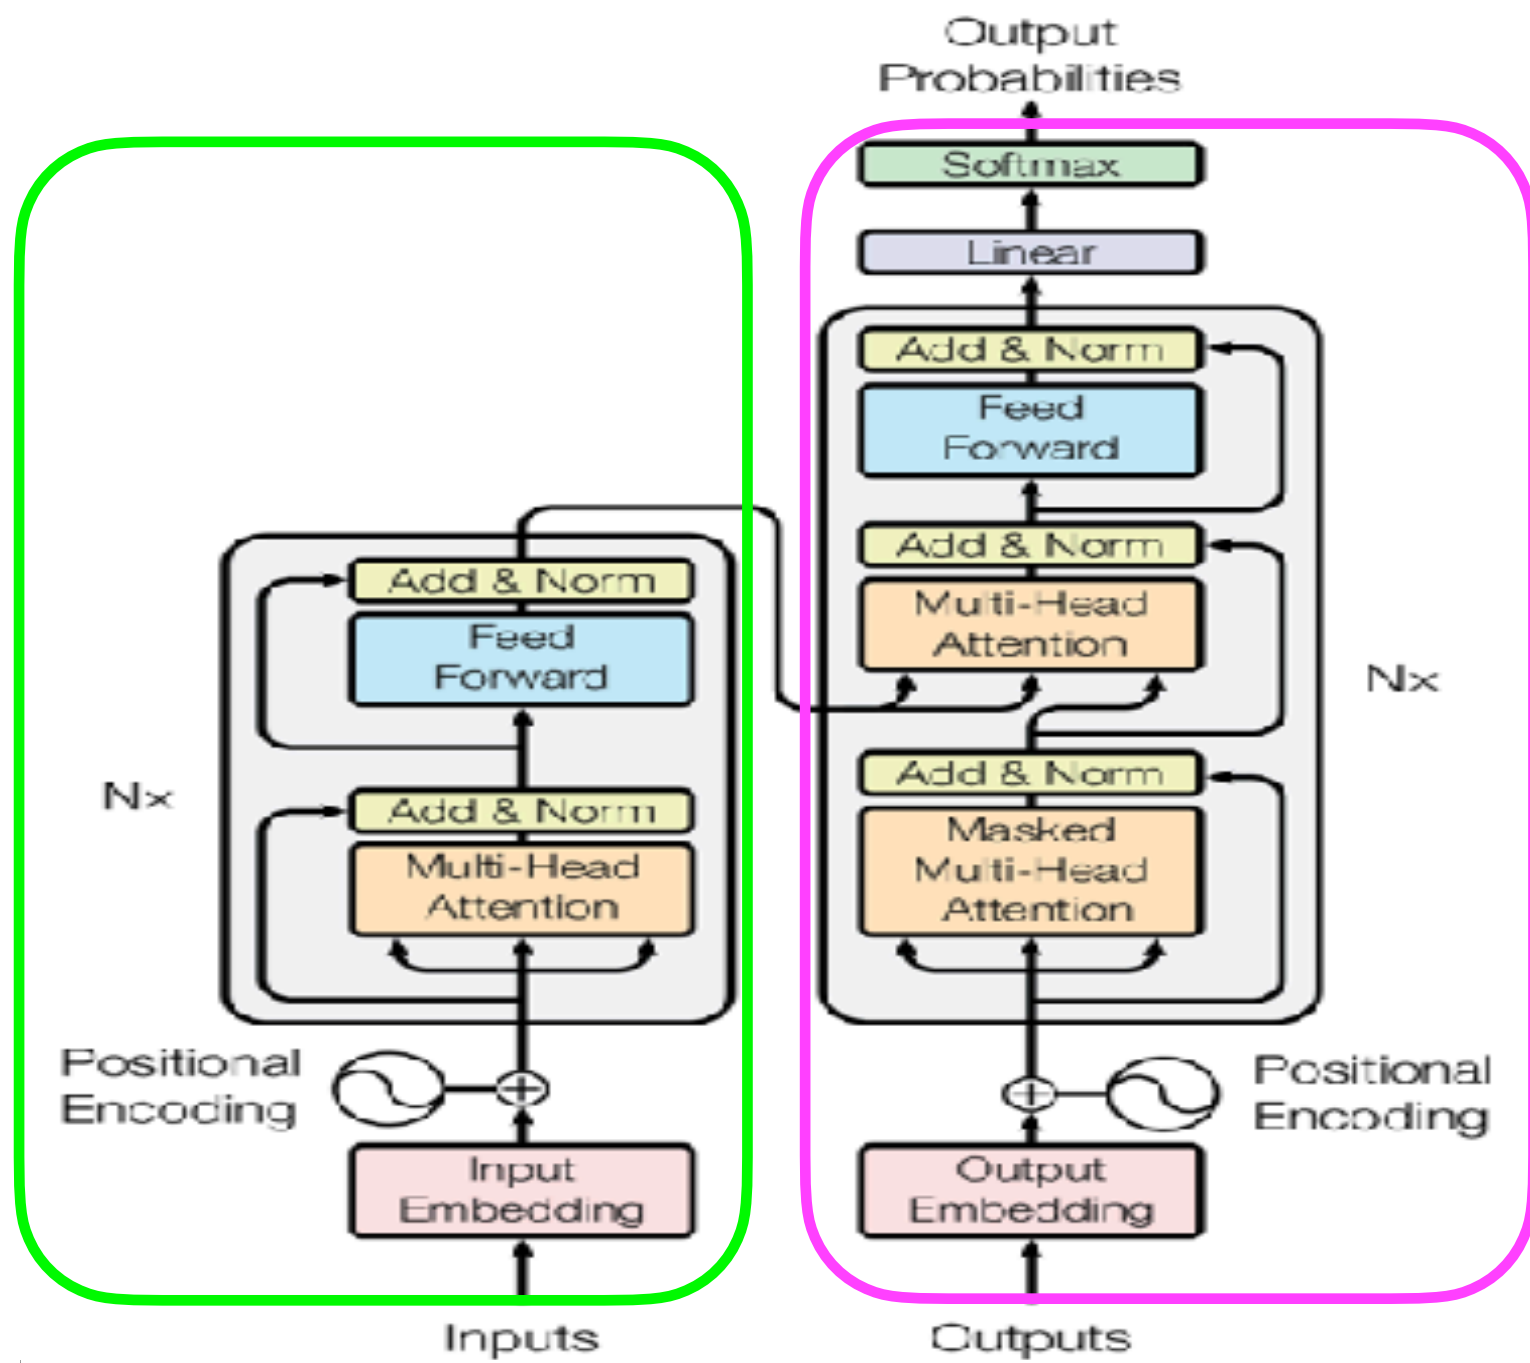 Output
Probabilities
Softmax
Linear
Add & Norm
Feed
Forward
Add & Norm
Multi-Head
Attention
Nx
Add & Norm
Masked
Multi-Head
Attention
Positional
Encoding
Output
Embedding
Outputs
Add & Norm
Feed
Forward
Nx
Add & Norm
Multi-Head
Attention
Positional
Encoding
Input
Embedding
Inputs